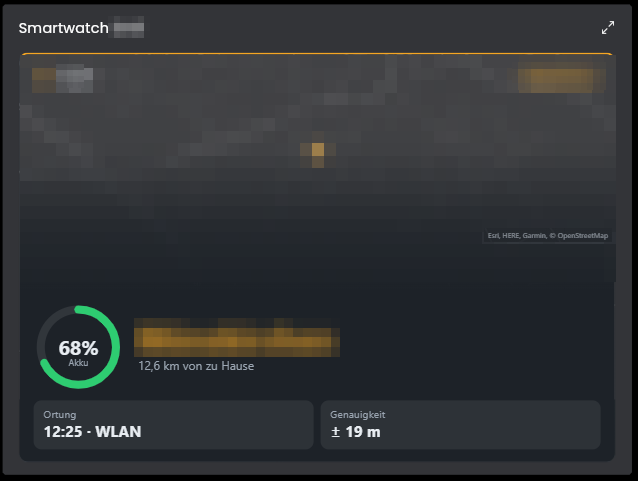 Smartwatch
Esri, HERE, Garmin, © OpenStreetMap
68%
Akku
12,6 km von zu Hause
Ortung
12:25 · WLAN
Genauigkeit
± 19 m